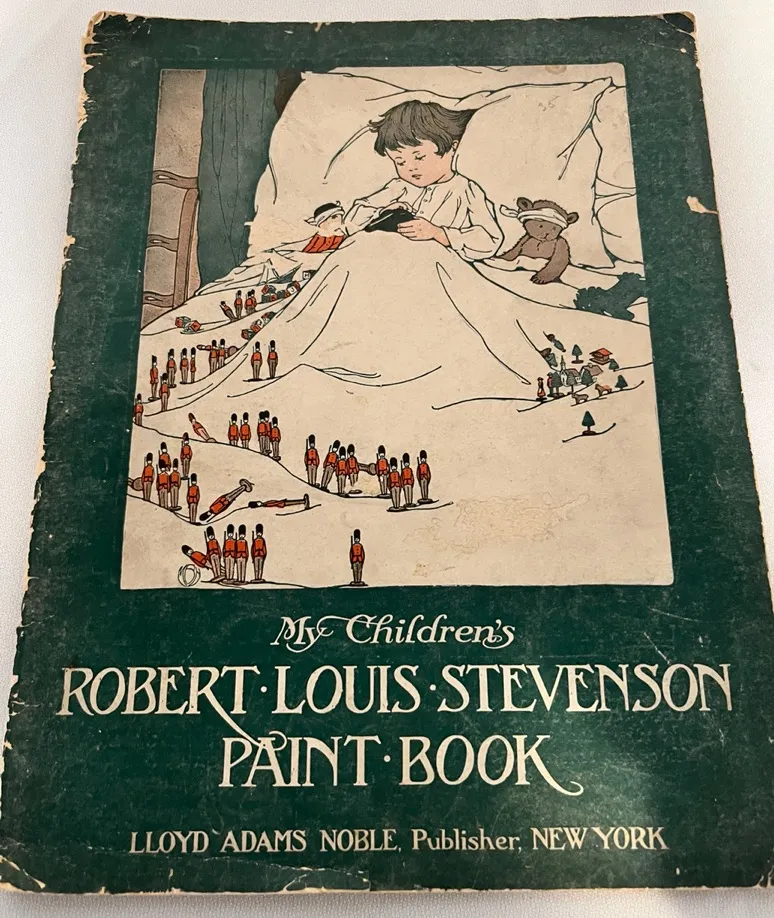 My Children's
ROBERT·LOUIS·STEVENSON
PAINT·BOOK
LLOYD ADAMS NOBLE, Publisher, NEW YORK